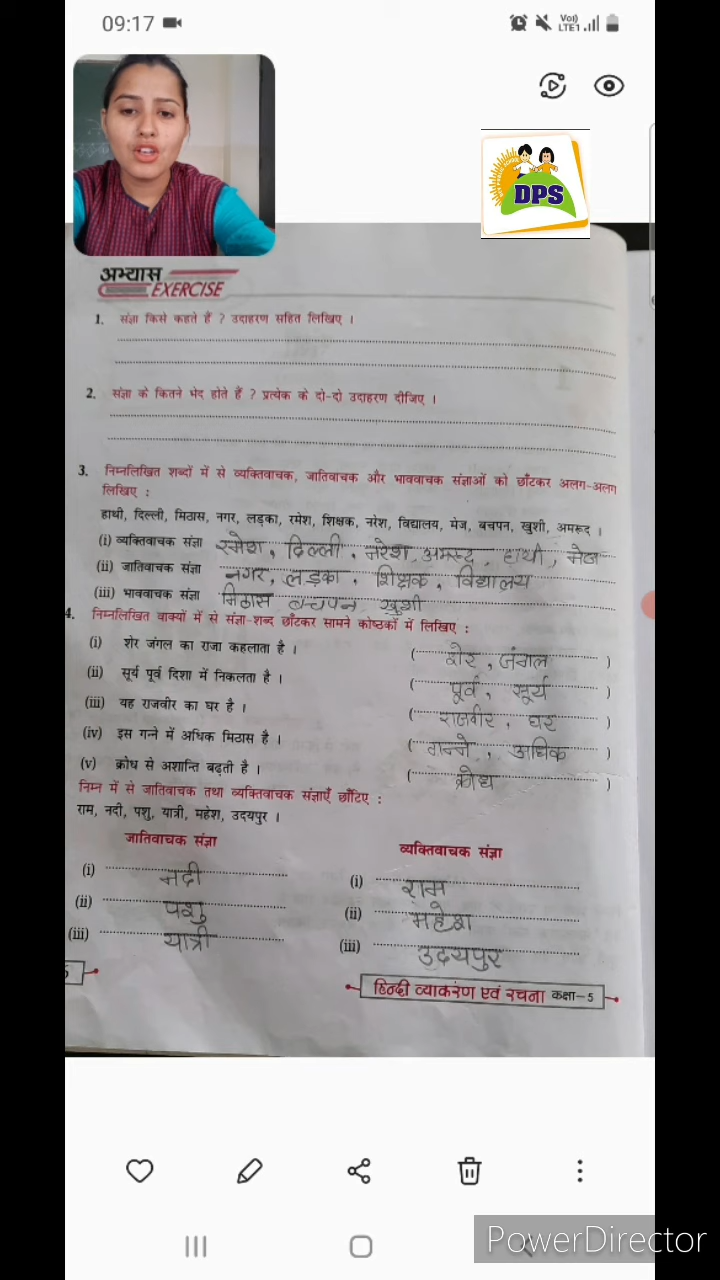 09:17
Vo)) LTE1
DPS
अभ्यास
EXERCISE
1. संज्ञा किसे कहते हैं ? उदाहरण सहित लिखिए ।
2. संज्ञा के कितने भेद होते हैं ? प्रत्येक के दो-दो उदाहरण दीजिए ।
3. निम्नलिखित शब्दों में से व्यक्तिवाचक, जातिवाचक और भाववाचक संज्ञाओं को छाँटकर अलग-अलग
लिखिए :
हाथी, दिल्ली, मिठास, नगर, लड़का, रमेश, शिक्षक, नरेश, विद्यालय, मेज, बचपन, खुशी, अमरूद ।
(i) व्यक्तिवाचक संज्ञा रमेश, दिल्ली, नरेश, अमरूद, हाथी, मेज
(ii) जातिवाचक संज्ञा नगर, लड़का, शिक्षक, विद्यालय
(iii) भाववाचक संज्ञा मिठास बचपन खुशी
4. निम्नलिखित वाक्यों में से संज्ञा-शब्द छाँटकर सामने कोष्ठकों में लिखिए :
(i) शेर जंगल का राजा कहलाता है । ( शेर, जंगल )
(ii) सूर्य पूर्व दिशा में निकलता है । ( पूर्व, सूर्य )
(iii) यह राजवीर का घर है । ( राजवीर, घर )
(iv) इस गन्ने में अधिक मिठास है । ( गन्ने, अधिक )
(v) क्रोध से अशान्ति बढ़ती है । ( क्रोध )
निम्न में से जातिवाचक तथा व्यक्तिवाचक संज्ञाएँ छाँटिए :
राम, नदी, पशु, यात्री, महेश, उदयपुर ।
जातिवाचक संज्ञा व्यक्तिवाचक संज्ञा
(i) नदी (i) राम
(ii) पशु (ii) महेश
(iii) यात्री (iii) उदयपुर
हिन्दी व्याकरण एवं रचना कक्षा-5
PowerDirector